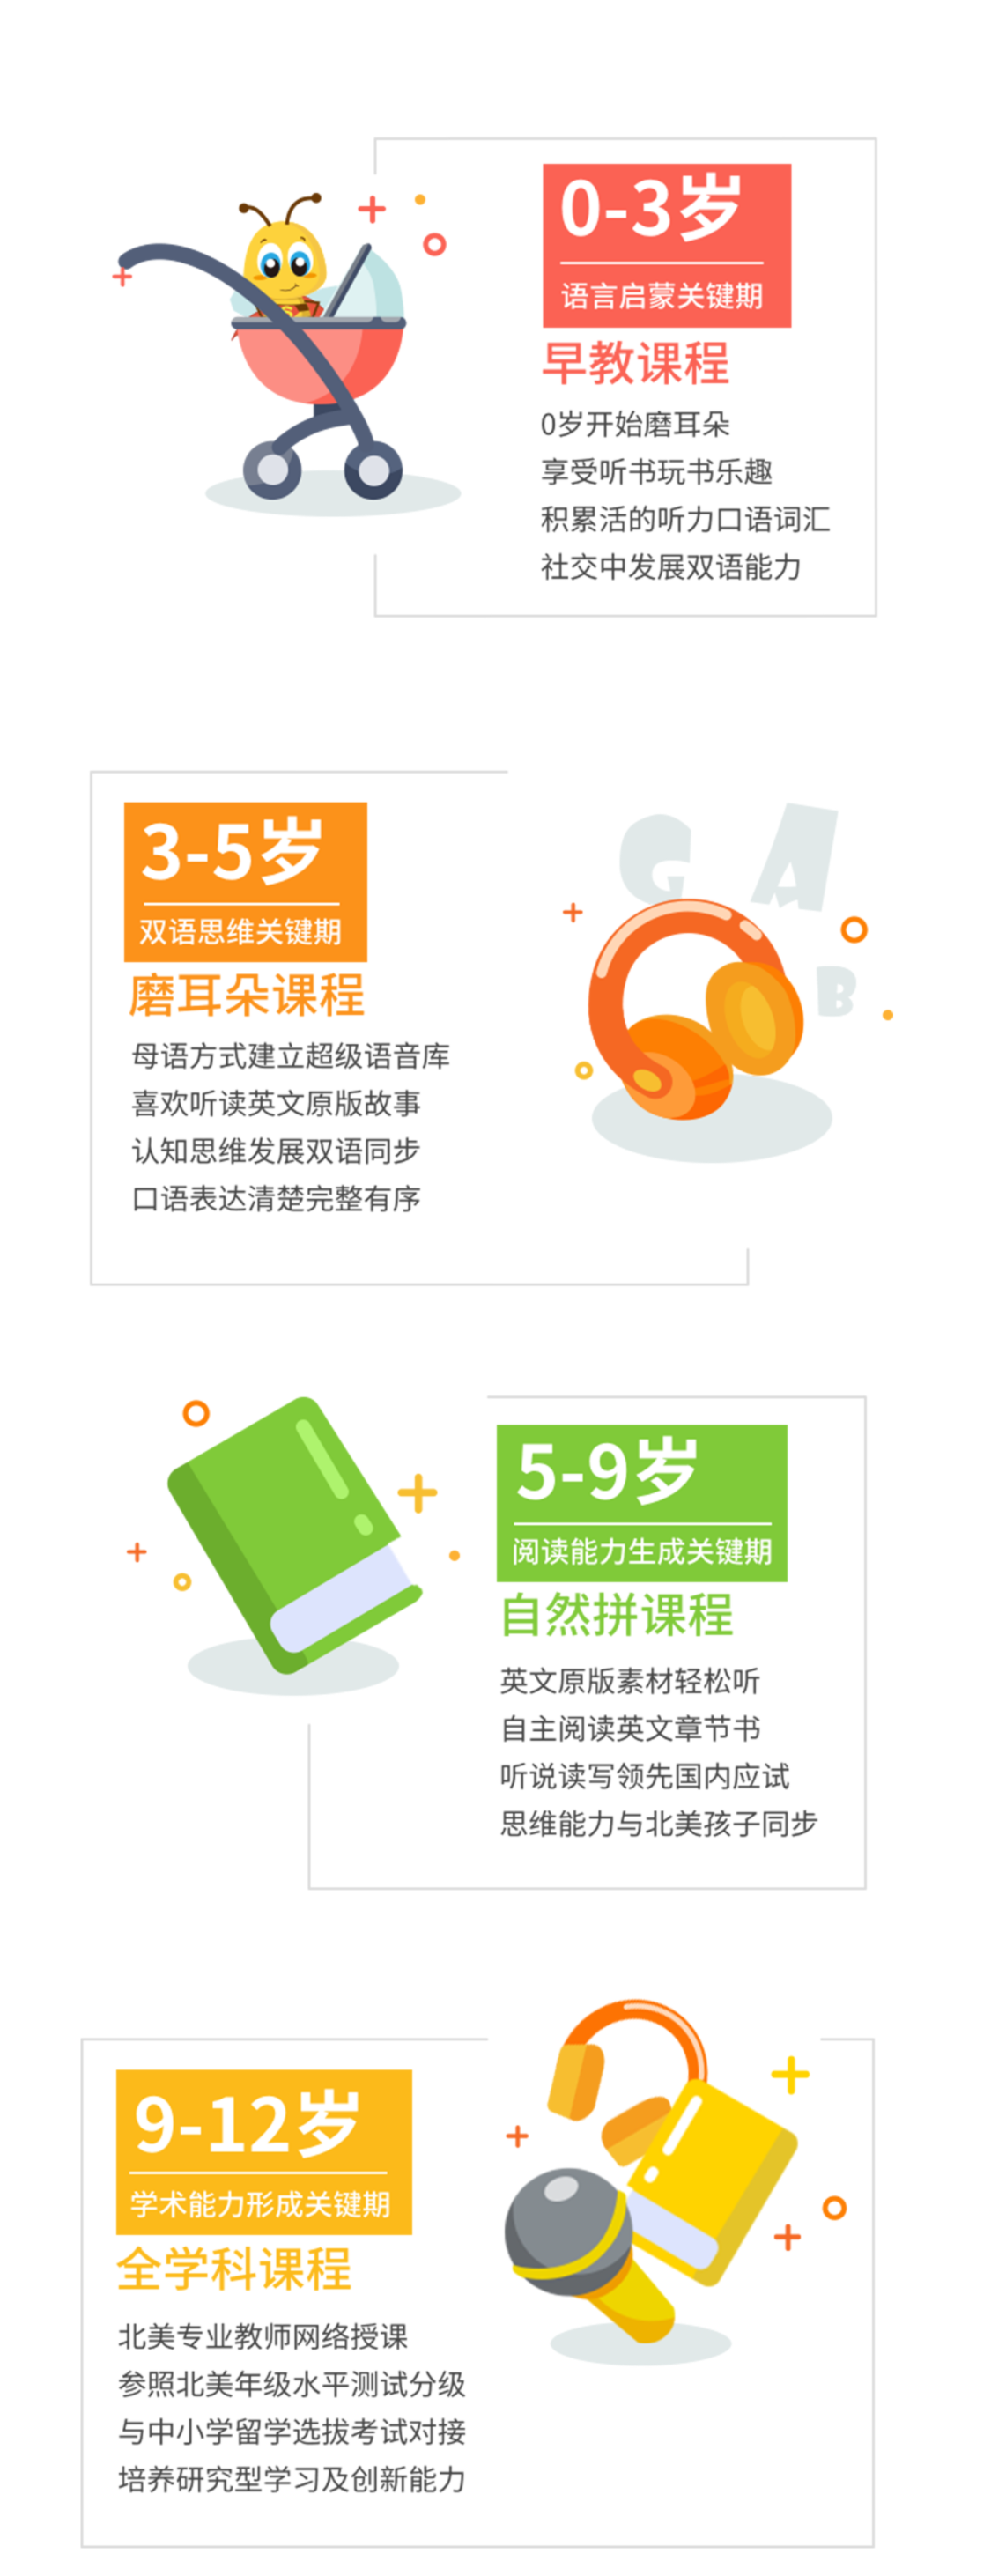 0-3岁
语言启蒙关键期
早教课程
0岁开始磨耳朵
享受听书玩书乐趣
积累活的听力口语词汇
社交中发展双语能力
G A
B
3-5岁
双语思维关键期
磨耳朵课程
母语方式建立超级语音库
喜欢听读英文原版故事
认知思维发展双语同步
口语表达清楚完整有序
5-9岁
阅读能力生成关键期
自然拼课程
英文原版素材轻松听
自主阅读英文章节书
听说读写领先国内应试
思维能力与北美孩子同步
9-12岁
学术能力形成关键期
全学科课程
北美专业教师网络授课
参照北美年级水平测试分级
与中小学留学选拔考试对接
培养研究型学习及创新能力